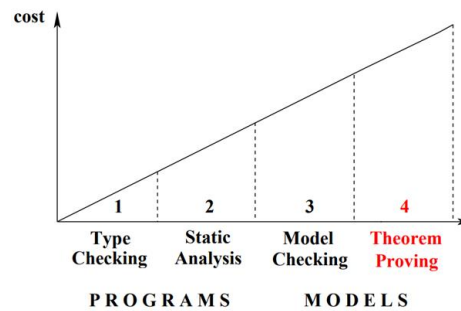 cost
1 2 3 4
Type Static Model Theorem
Checking Analysis Checking Proving
PROGRAMS MODELS